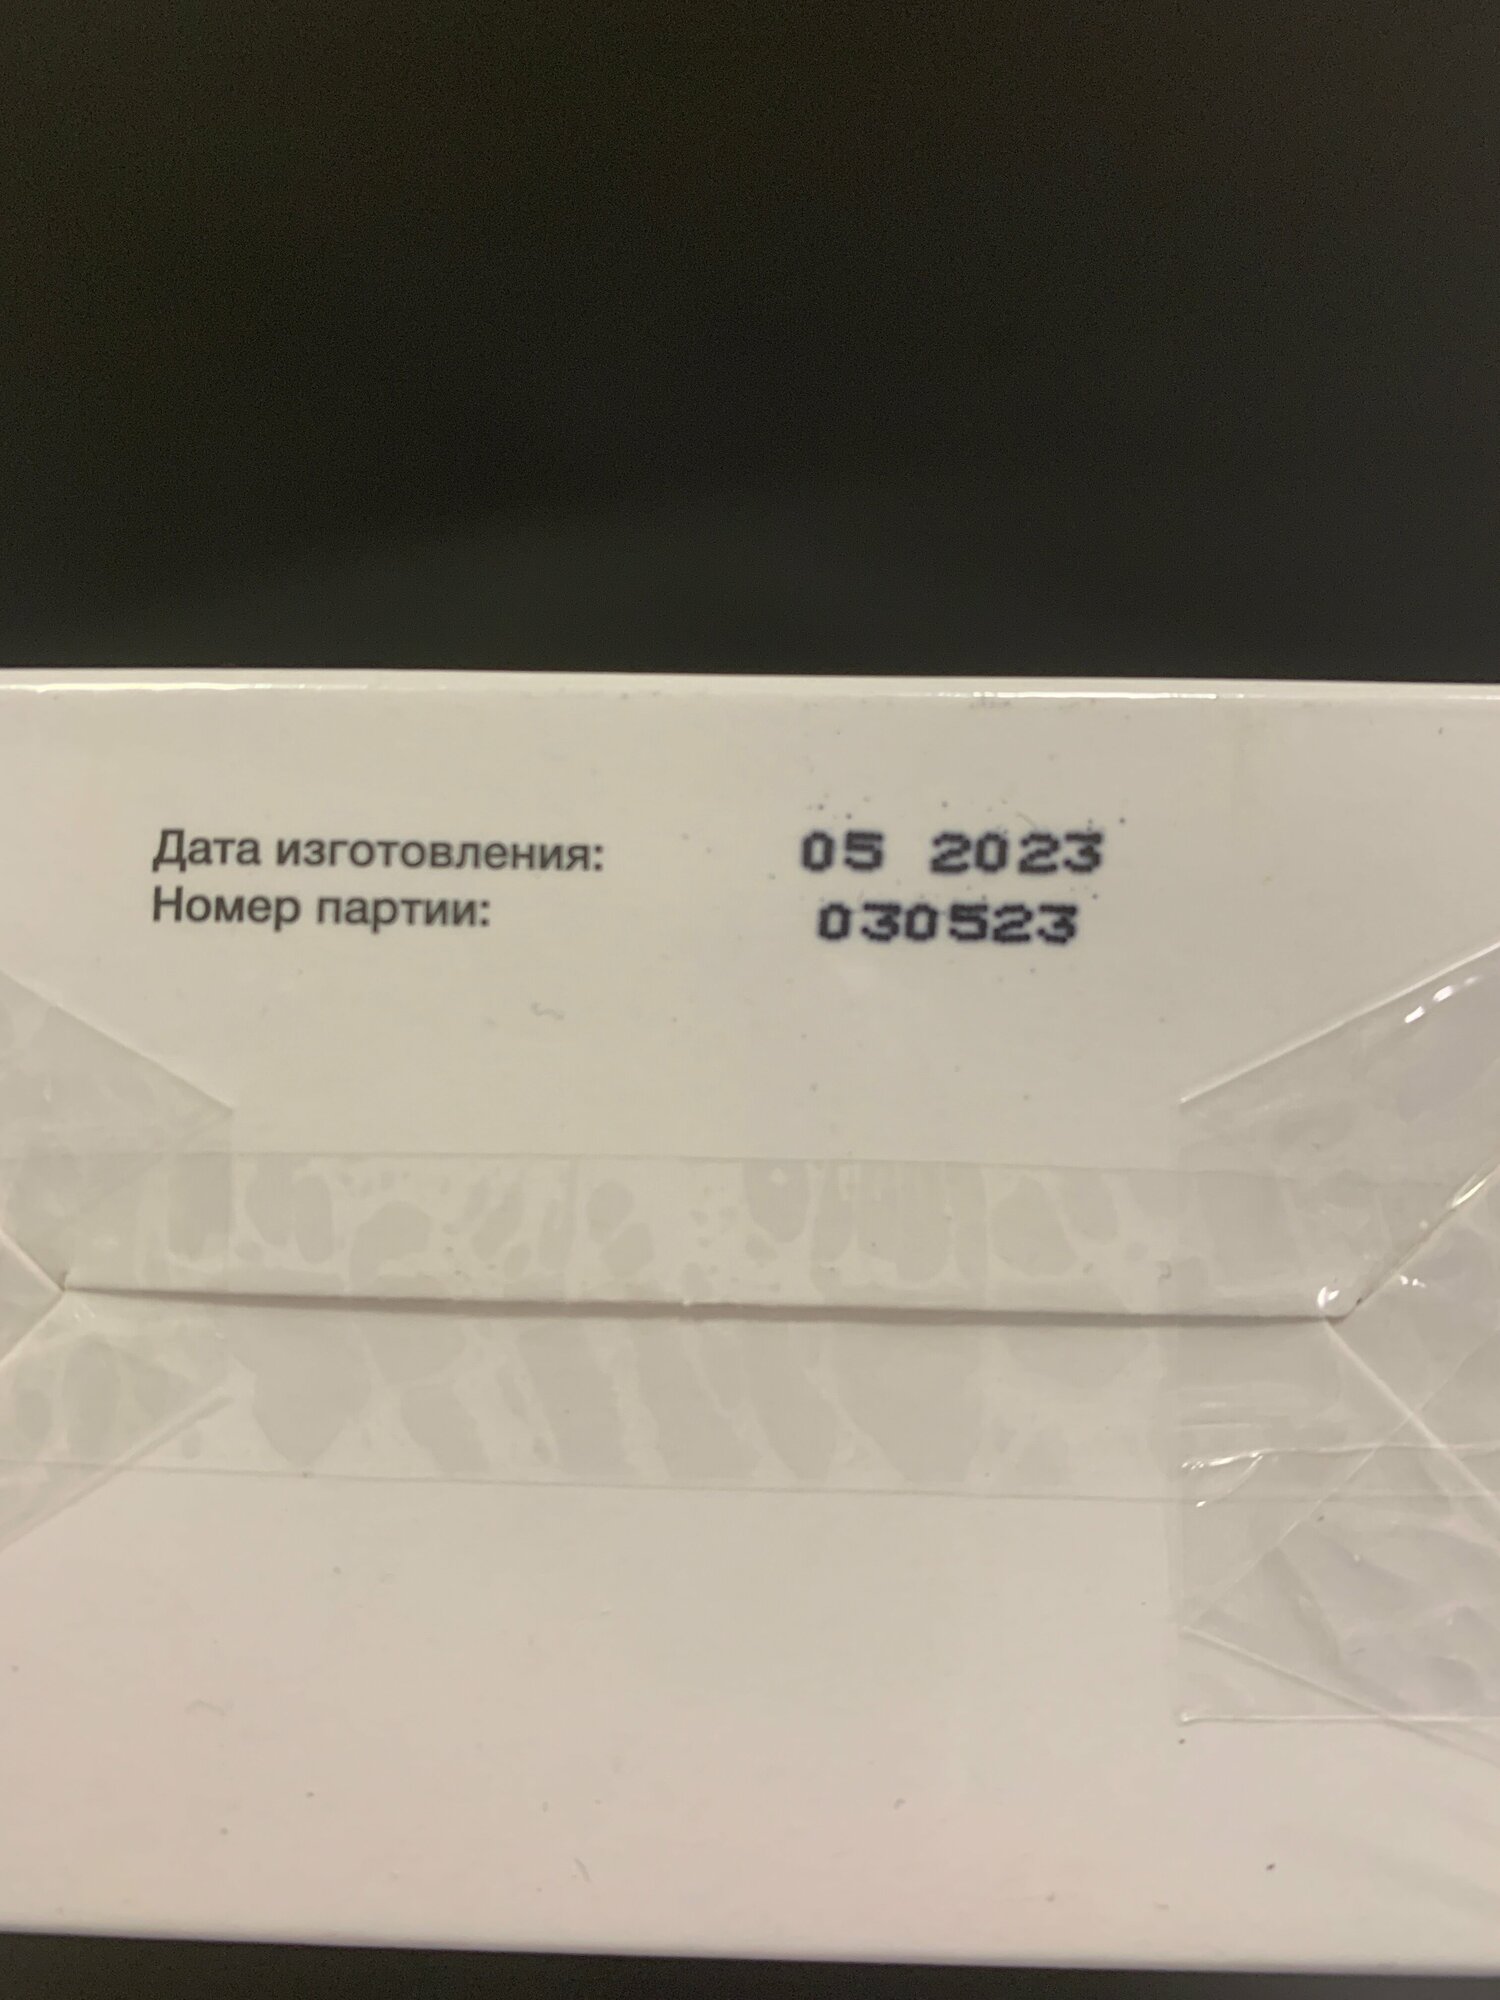 Дата изготовления: 05 2023
Номер партии: 030523